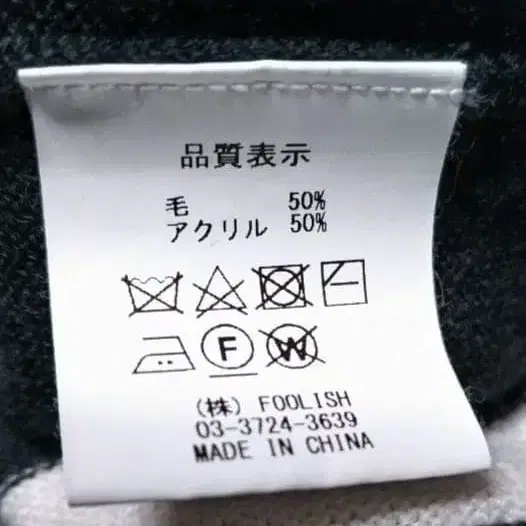 品質表示
毛 50%
アクリル 50%
F W
(株) FOOLISH
03-3724-3639
MADE IN CHINA